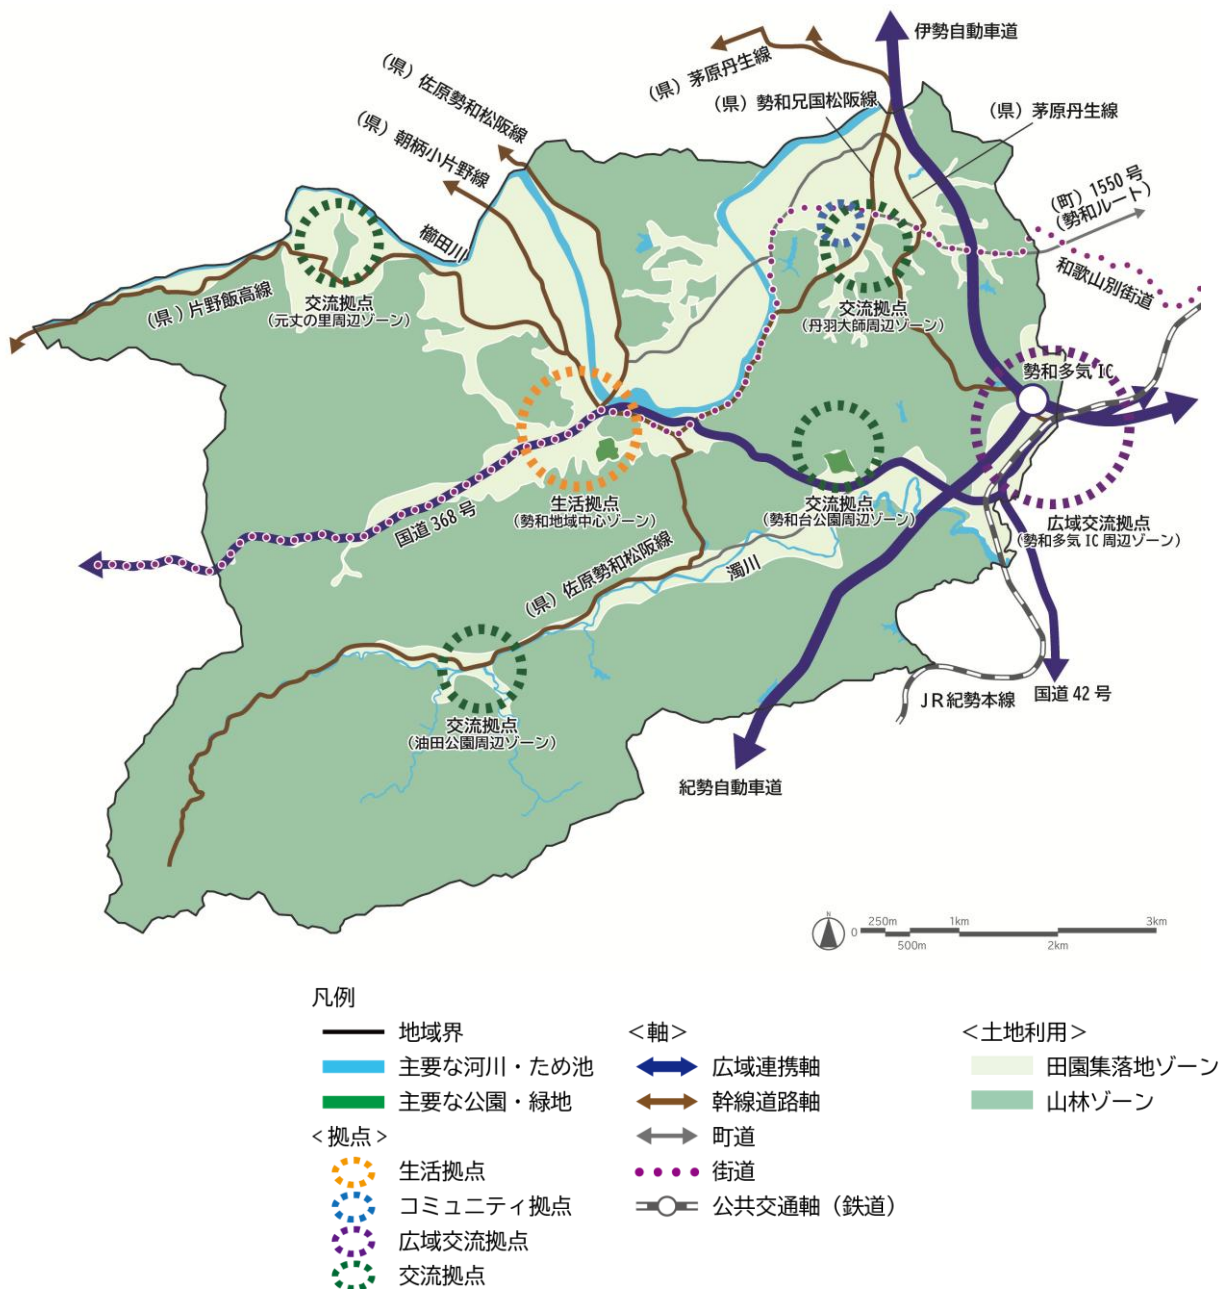 伊勢自動車道
(県) 茅原丹生線
(県) 佐原勢和松阪線
(県) 勢和兄国松阪線
(県) 茅原丹生線
(県) 朝柄小片野線
(町) 1550 号
(勢和ルート)
櫛田川
和歌山別街道
(県) 片野飯高線
交流拠点
(元丈の里周辺ゾーン)
交流拠点
(丹羽大師周辺ゾーン)
勢和多気 IC
生活拠点
(勢和地域中心ゾーン)
交流拠点
(勢和台公園周辺ゾーン)
広域交流拠点
(勢和多気 IC 周辺ゾーン)
国道 368 号
(県) 佐原勢和松阪線
濁川
交流拠点
(油田公園周辺ゾーン)
JR紀勢本線
国道 42 号
紀勢自動車道
N
0 250m 500m 1km 2km 3km
凡例
地域界
主要な河川・ため池
主要な公園・緑地
<拠点>
生活拠点
コミュニティ拠点
広域交流拠点
交流拠点
<軸>
広域連携軸
幹線道路軸
町道
街道
公共交通軸（鉄道）
<土地利用>
田園集落地ゾーン
山林ゾーン